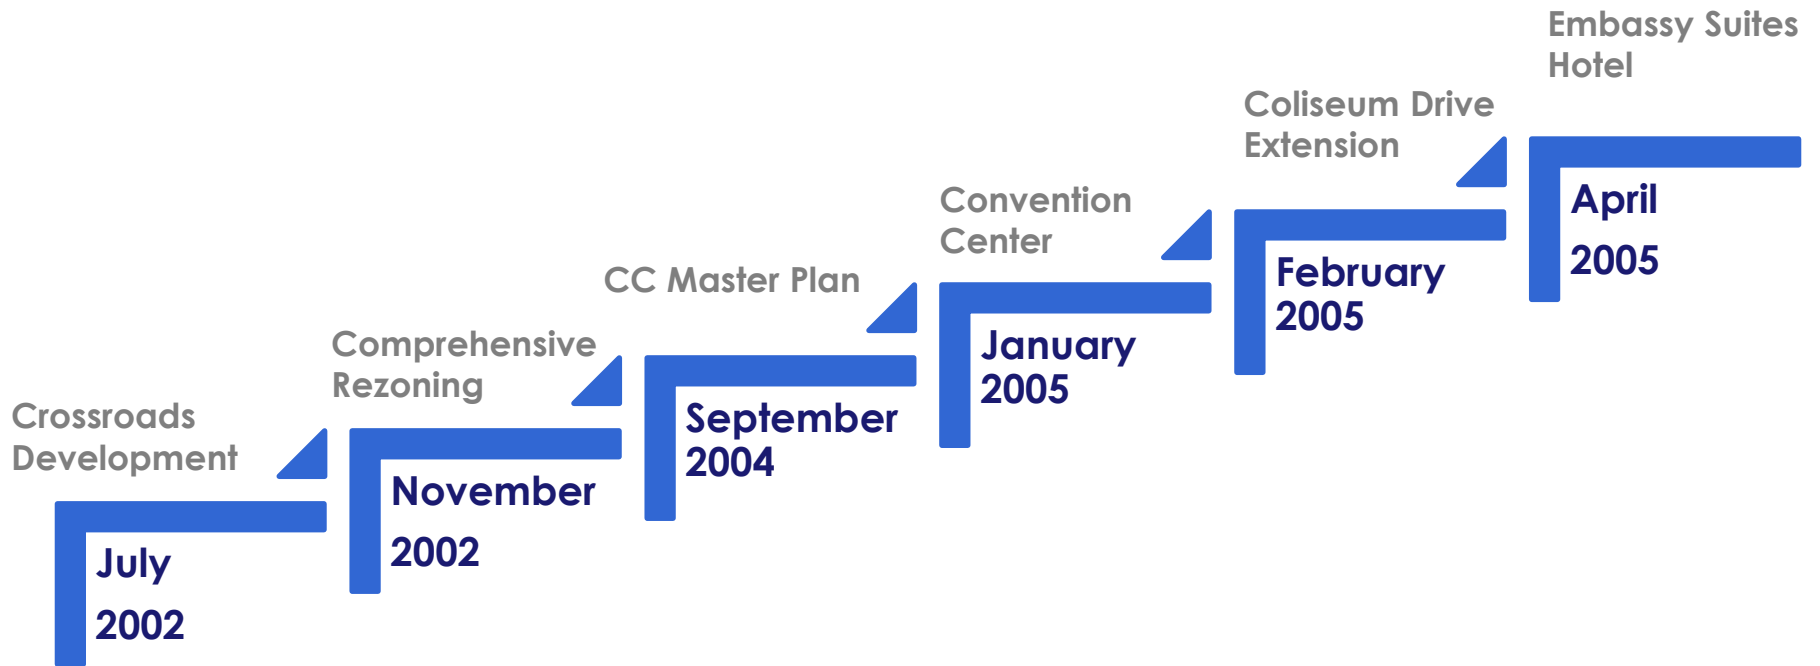 Crossroads
Development
July
2002
Comprehensive
Rezoning
November
2002
CC Master Plan
September
2004
Convention
Center
January
2005
Coliseum Drive
Extension
February
2005
Embassy Suites
Hotel
April
2005